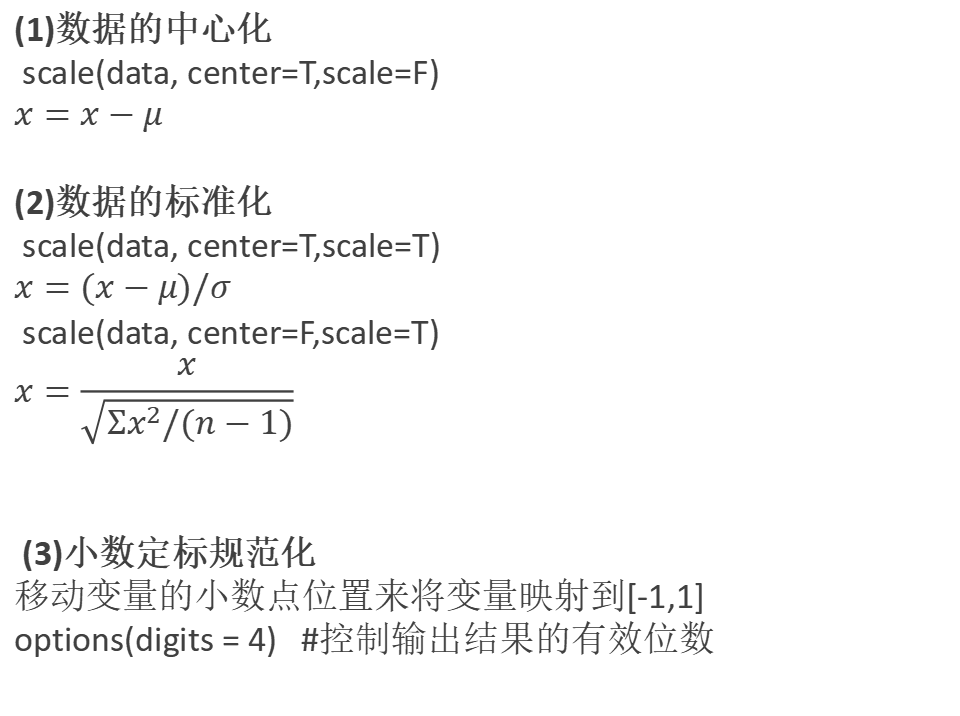 (1)数据的中心化
scale(data, center=T,scale=F)
x = x − μ
(2)数据的标准化
scale(data, center=T,scale=T)
x = (x − μ)/σ
scale(data, center=F,scale=T)
x = x / √Σx²/(n − 1)
(3)小数定标规范化
移动变量的小数点位置来将变量映射到[-1,1]
options(digits = 4)   #控制输出结果的有效位数